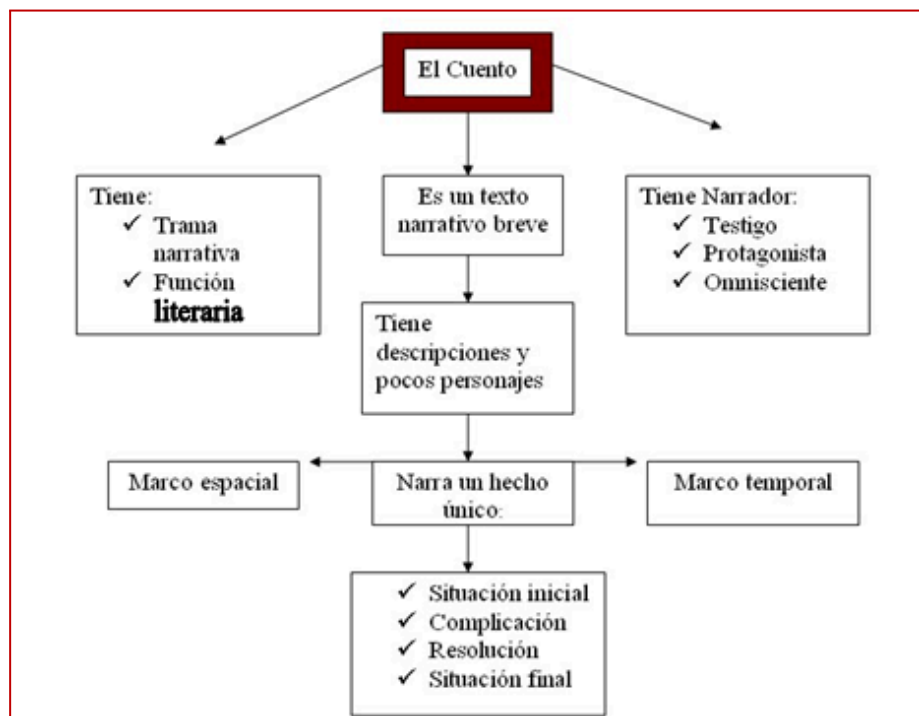 El Cuento
Tiene:
✓ Trama
narrativa
✓ Función
literaria
Es un texto
narrativo breve
Tiene Narrador:
✓ Testigo
✓ Protagonista
✓ Omnisciente
Tiene
descripciones y
pocos personajes
Marco espacial
Narra un hecho
único:
Marco temporal
✓ Situación inicial
✓ Complicación
✓ Resolución
✓ Situación final